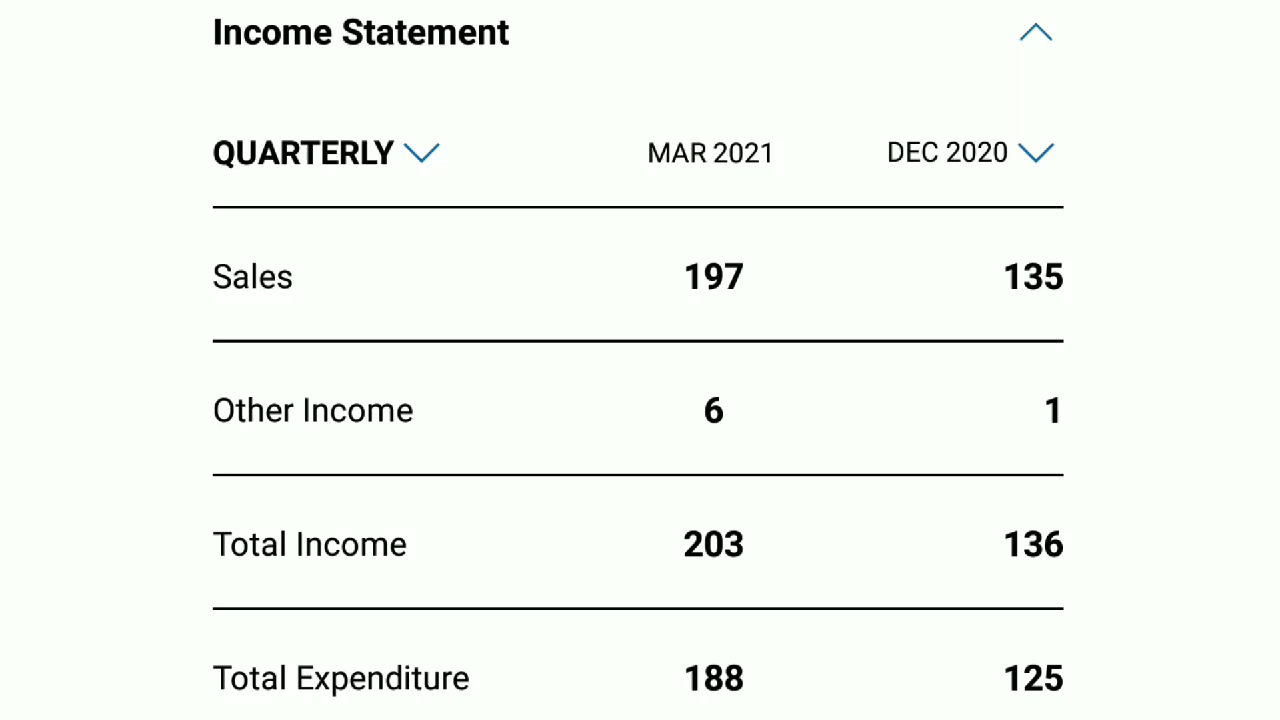 Income Statement
QUARTERLY MAR 2021 DEC 2020
Sales 197 135
Other Income 6 1
Total Income 203 136
Total Expenditure 188 125